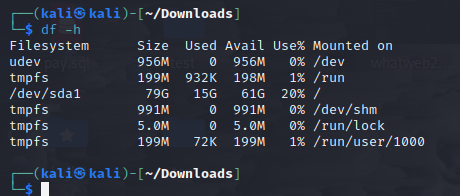 ┌──(kali㉿kali)-[~/Downloads]
└─$ df -h
Filesystem      Size  Used Avail Use% Mounted on
udev            956M     0  956M   0% /dev
tmpfs           199M  932K  198M   1% /run
/dev/sda1        79G   15G   61G  20% /
tmpfs           991M     0  991M   0% /dev/shm
tmpfs           5.0M     0  5.0M   0% /run/lock
tmpfs           199M   72K  199M   1% /run/user/1000
┌──(kali㉿kali)-[~/Downloads]
└─$